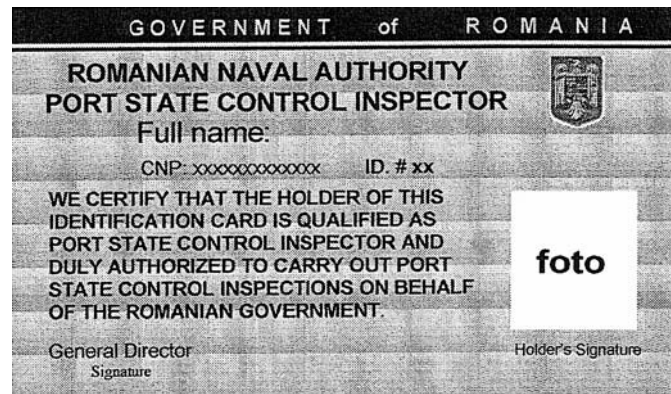 GOVERNMENT of ROMANIA
ROMANIAN NAVAL AUTHORITY
PORT STATE CONTROL INSPECTOR
Full name:
CNP: xxxxxxxxxxxxx ID. # xx
WE CERTIFY THAT THE HOLDER OF THIS
IDENTIFICATION CARD IS QUALIFIED AS
PORT STATE CONTROL INSPECTOR AND
DULY AUTHORIZED TO CARRY OUT PORT
STATE CONTROL INSPECTIONS ON BEHALF
OF THE ROMANIAN GOVERNMENT.
foto
General Director
Signature
Holder's Signature